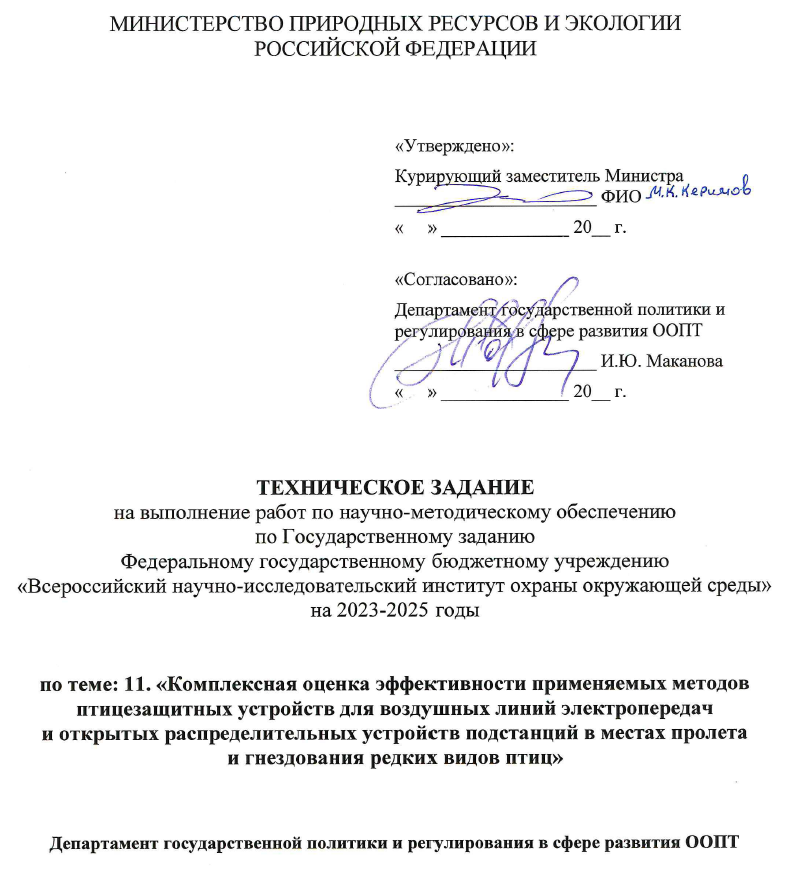 МИНИСТЕРСТВО ПРИРОДНЫХ РЕСУРСОВ И ЭКОЛОГИИ
РОССИЙСКОЙ ФЕДЕРАЦИИ
«Утверждено»:
Курирующий заместитель Министра
____________________ ФИО М.К. Керимов
« » _____________ 20__ г.
«Согласовано»:
Департамент государственной политики и
регулирования в сфере развития ООПТ
____________________ И.Ю. Маканова
« » _____________ 20__ г.
ТЕХНИЧЕСКОЕ ЗАДАНИЕ
на выполнение работ по научно-методическому обеспечению
по Государственному заданию
Федеральному государственному бюджетному учреждению
«Всероссийский научно-исследовательский институт охраны окружающей среды»
на 2023-2025 годы
по теме: 11. «Комплексная оценка эффективности применяемых методов
птицезащитных устройств для воздушных линий электропередач
и открытых распределительных устройств подстанций в местах пролета
и гнездования редких видов птиц»
Департамент государственной политики и регулирования в сфере развития ООПТ